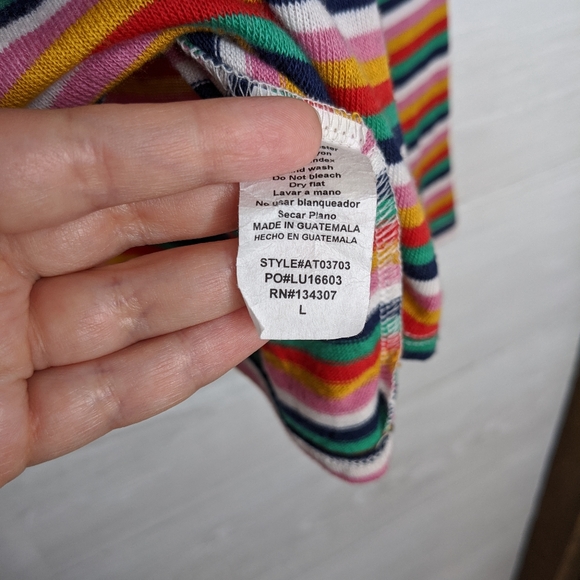 Do Not bleach
Dry flat
Lavar a mano
No usar blanqueador
Secar Plano
MADE IN GUATEMALA
HECHO EN GUATEMALA
STYLE#AT03703
PO#LU16603
RN#134307
L